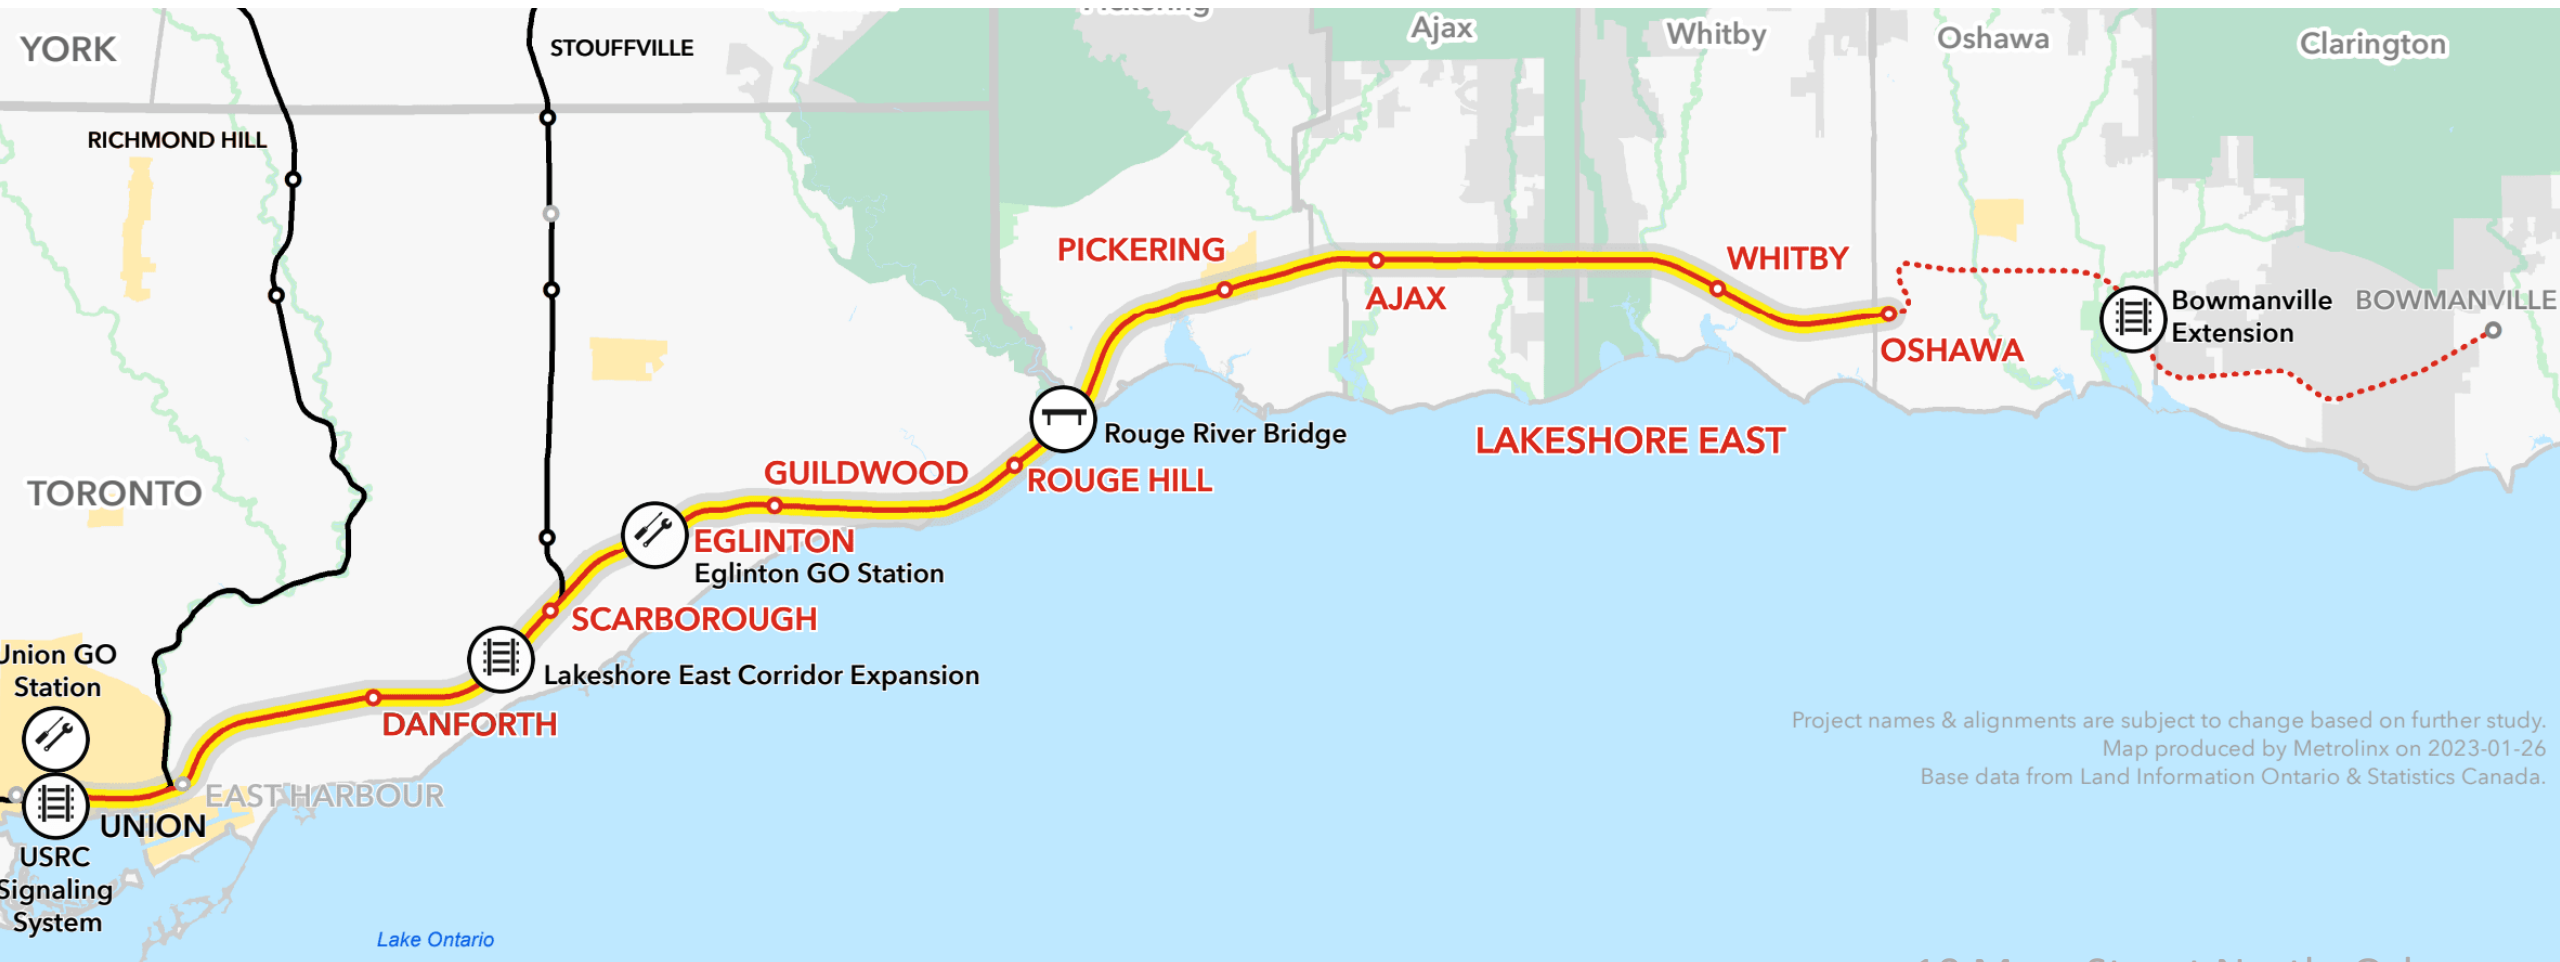 Pickering
Ajax
Whitby
Oshawa
Clarington
YORK
STOUFFVILLE
RICHMOND HILL
PICKERING
WHITBY
AJAX
OSHAWA
Bowmanville
Extension
BOWMANVILLE
Rouge River Bridge
LAKESHORE EAST
GUILDWOOD
ROUGE HILL
TORONTO
EGLINTON
Eglinton GO Station
SCARBOROUGH
Lakeshore East Corridor Expansion
Union GO
Station
DANFORTH
EAST HARBOUR
UNION
USRC
Signaling
System
Lake Ontario
Project names & alignments are subject to change based on further study.
Map produced by Metrolinx on 2023-01-26
Base data from Land Information Ontario & Statistics Canada.